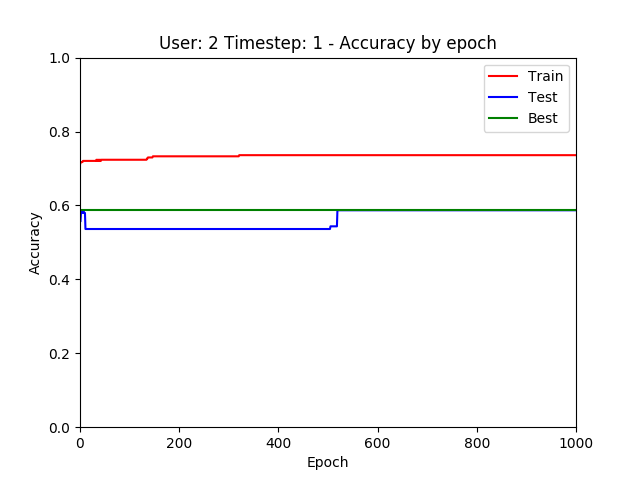 User: 2 Timestep: 1 - Accuracy by epoch
Train
Test
Best
1.0
0.8
0.6
0.4
0.2
0.0
Accuracy
0 200 400 600 800 1000
Epoch